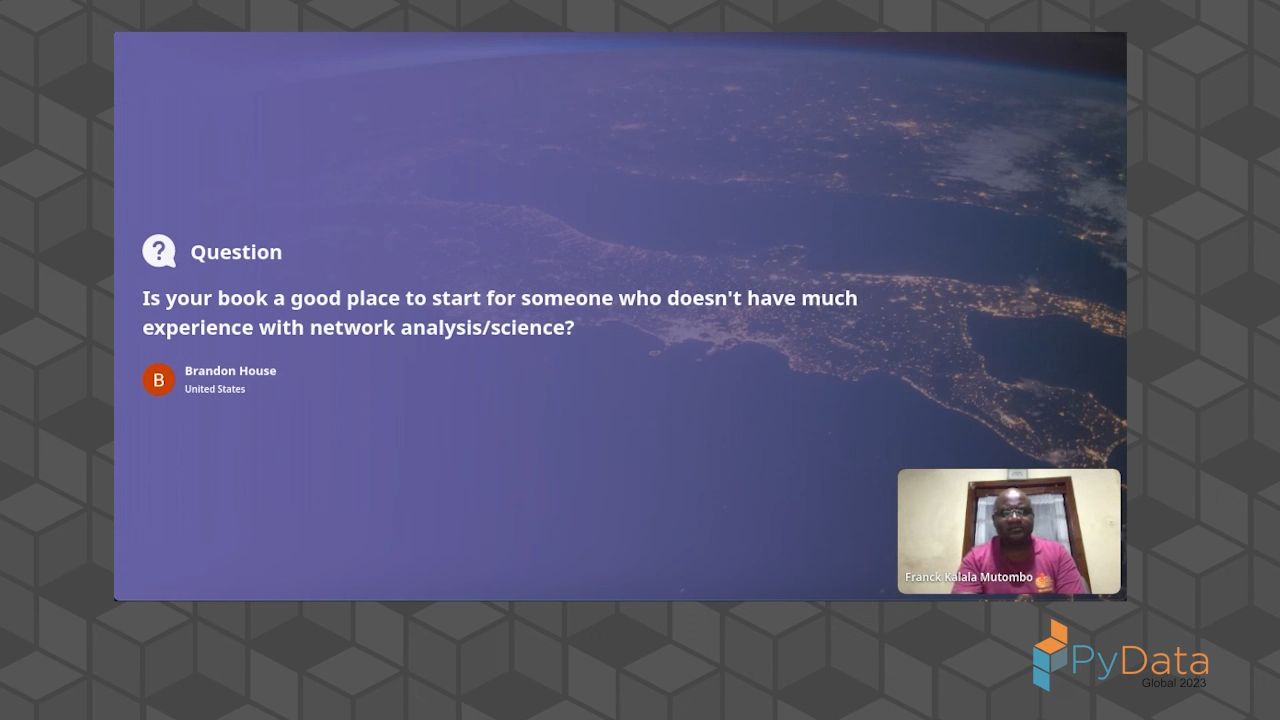 Question
Is your book a good place to start for someone who doesn't have much
experience with network analysis/science?
B
Brandon House
United States
Franck Kalala Mutombo
PyData
Global 2023